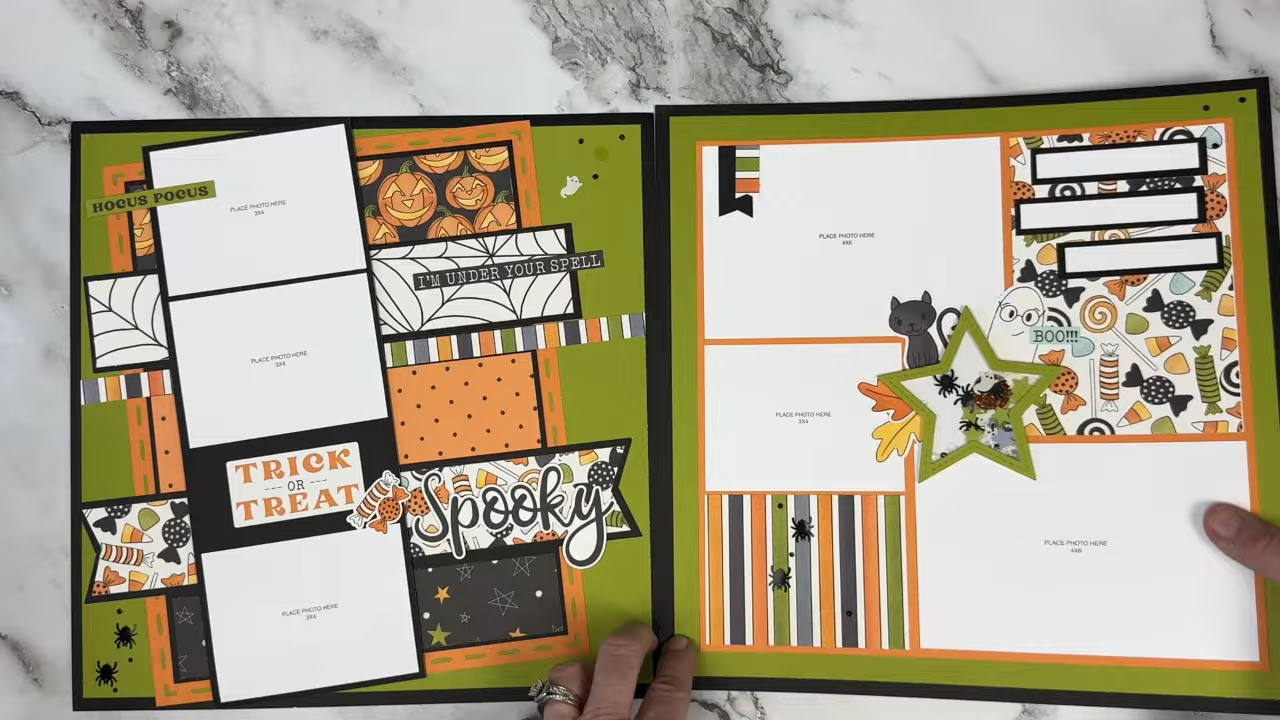 HOCUS POCUS
PLACE PHOTO HERE
3X4
I'M UNDER YOUR SPELL
PLACE PHOTO HERE
3X4
TRICK
OR
TREAT
Spooky
PLACE PHOTO HERE
3X4
PLACE PHOTO HERE
4X6
BOO!!!
PLACE PHOTO HERE
3X4
PLACE PHOTO HERE
4X6